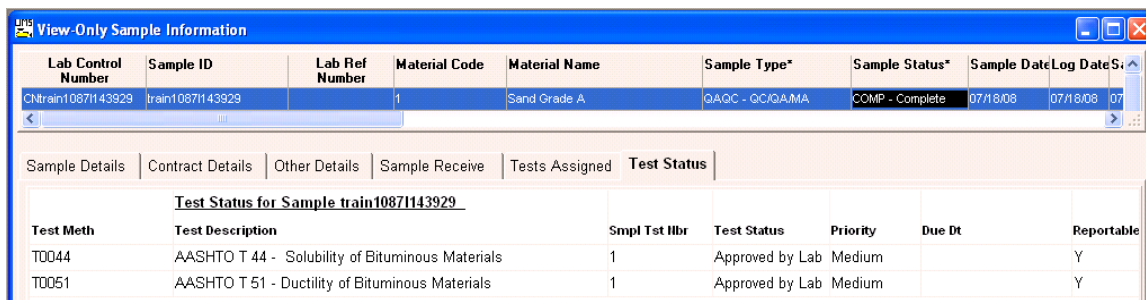 LIMS View-Only Sample Information
Lab Control Number Sample ID Lab Ref Number Material Code Material Name Sample Type* Sample Status* Sample Date Log Date Sa
CNtrain1087I143929 train1087I143929 1 Sand Grade A QAQC - QC/QA/MA COMP - Complete 07/18/08 07/18/08 07
Sample Details Contract Details Other Details Sample Receive Tests Assigned Test Status
Test Status for Sample train1087I143929
Test Meth Test Description Smpl Tst Nbr Test Status Priority Due Dt Reportable
T0044 AASHTO T 44 - Solubility of Bituminous Materials 1 Approved by Lab Medium Y
T0051 AASHTO T 51 - Ductility of Bituminous Materials 1 Approved by Lab Medium Y